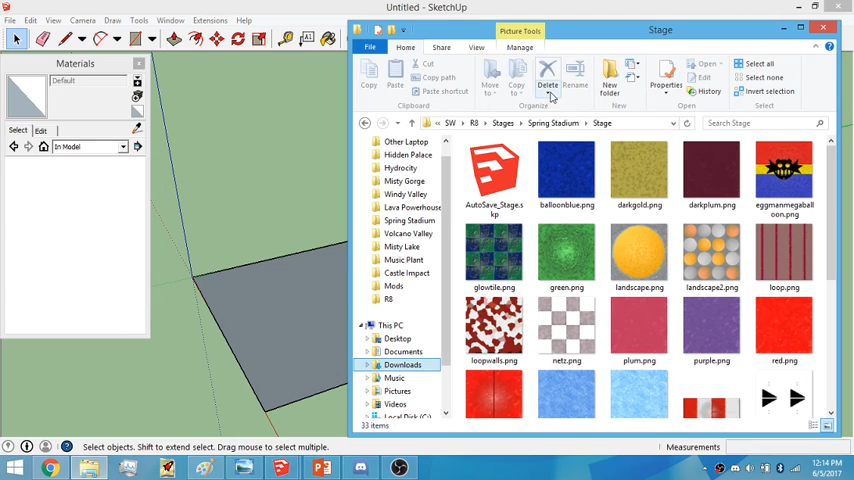 Untitled - SketchUp
File Edit View Camera Draw Tools Window Extensions Help
Materials
Default
Select Edit
In Model
Select objects. Shift to extend select. Drag mouse to select multiple.
Measurements
Picture Tools
Stage
File Home Share View Manage
Copy Paste
Cut
Copy path
Paste shortcut
Clipboard
Move to
Copy to
Delete
Rename
Organize
New folder
New
Properties
Open
Edit
History
Open
Select all
Select none
Invert selection
Select
SW R8 Stages Spring Stadium Stage
Search Stage
Other Laptop
Hidden Palace
Hydrocity
Misty Gorge
Windy Valley
Lava Powerhouse
Spring Stadium
Volcano Valley
Misty Lake
Music Plant
Castle Impact
Mods
R8
This PC
Desktop
Documents
Downloads
Music
Pictures
Videos
Local Disk (C:)
AutoSave_Stage.skp
balloonblue.png
darkgold.png
darkplum.png
eggmanmegaballoon.png
glowtile.png
green.png
landscape.png
landscape2.png
loop.png
loopwalls.png
netz.png
plum.png
purple.png
red.png
33 items
12:14 PM
6/5/2017